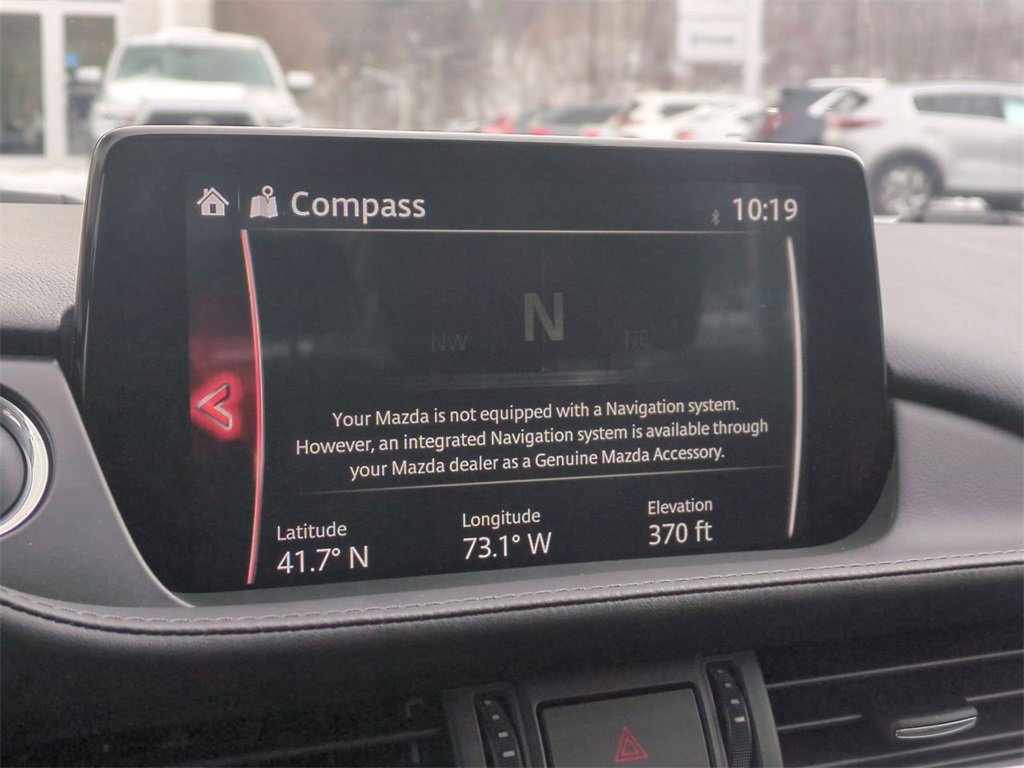 Compass
10:19
N
NW
NE
Your Mazda is not equipped with a Navigation system.
However, an integrated Navigation system is available through
your Mazda dealer as a Genuine Mazda Accessory.
Latitude
41.7° N
Longitude
73.1° W
Elevation
370 ft